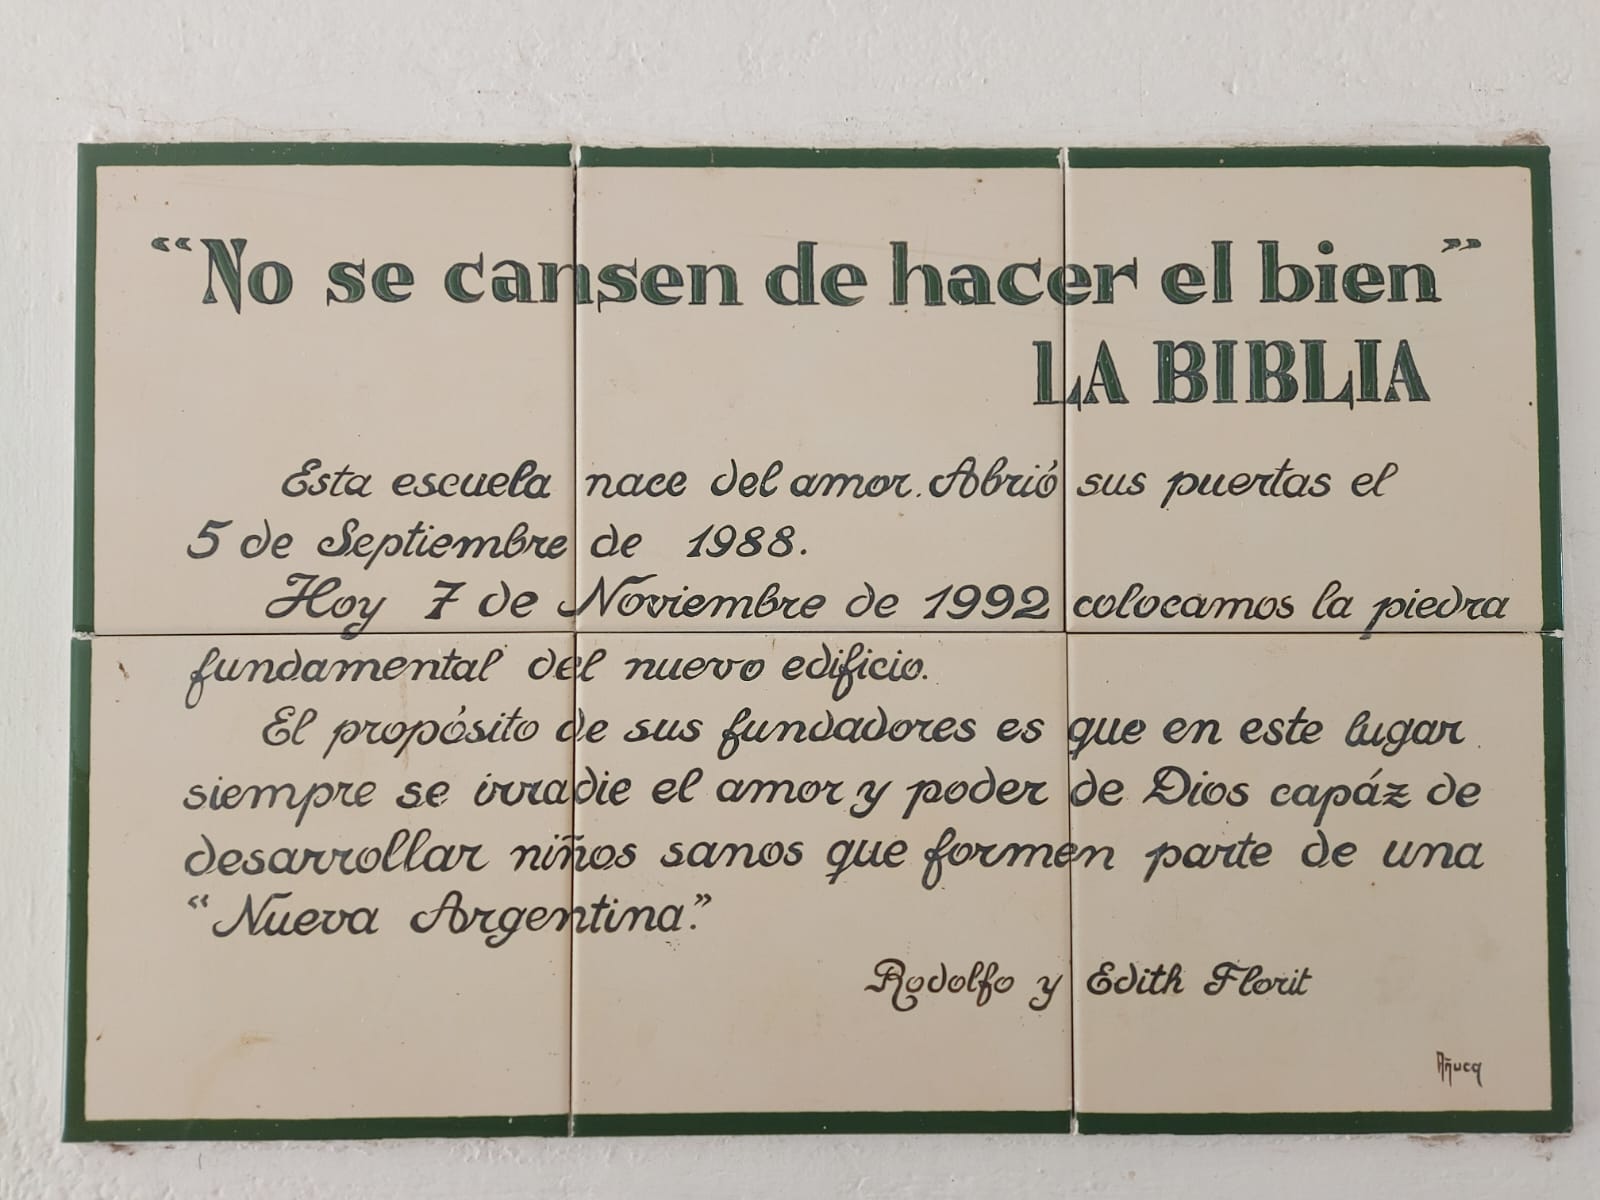 “No se cansen de hacer el bien”
LA BIBLIA
Esta escuela nace del amor. Abrió sus puertas el
5 de Septiembre de 1988.
Hoy 7 de Noviembre de 1992 colocamos la piedra
fundamental del nuevo edificio.
El propósito de sus fundadores es que en este lugar
siempre se irradie el amor y poder de Dios capáz de
desarrollar niños sanos que formen parte de una
“Nueva Argentina.”
Rodolfo y Edith Florit